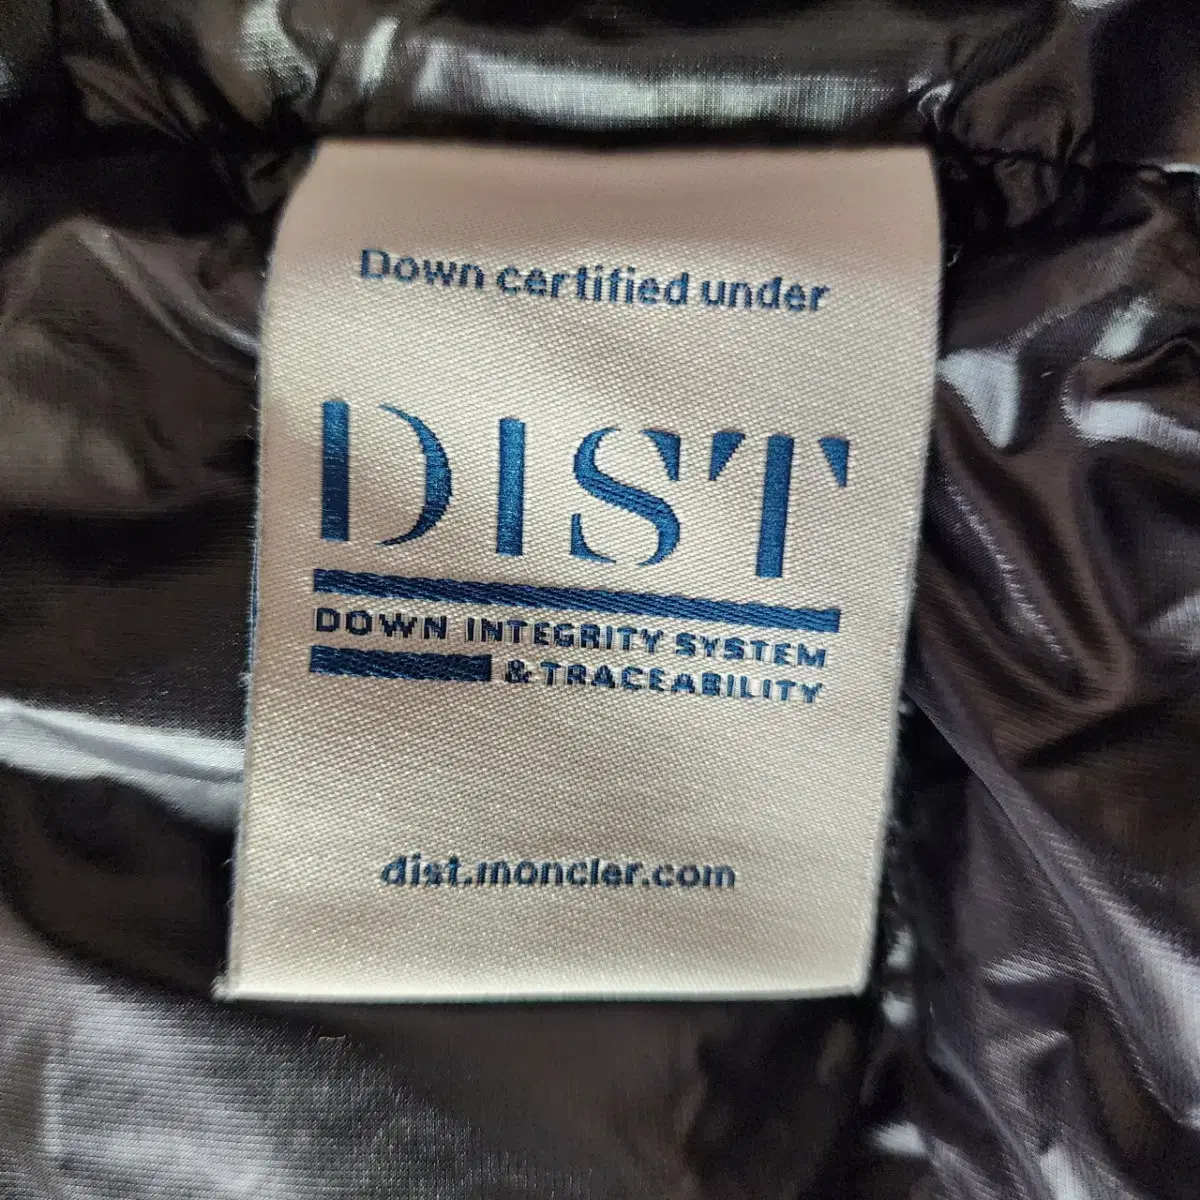 Down certified under
DIST
DOWN INTEGRITY SYSTEM
& TRACEABILITY
dist.moncler.com